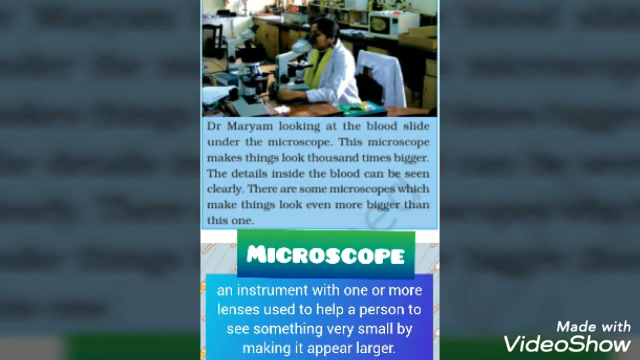 Dr Maryam looking at the blood slide
under the microscope. This microscope
makes things look thousand times bigger.
The details inside the blood can be seen
clearly. There are some microscopes which
make things look even more bigger than
this one.
MICROSCOPE
an instrument with one or more
lenses used to help a person to
see something very small by
making it appear larger.
Made with
VideoShow